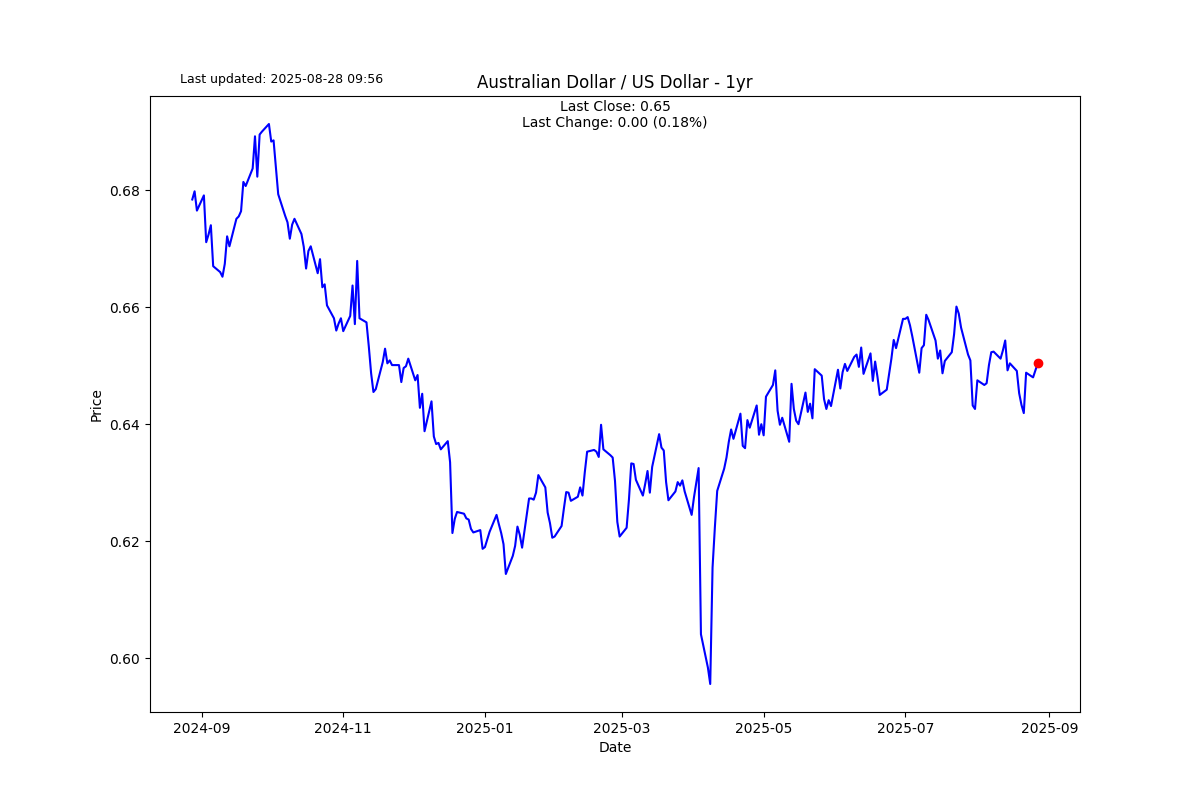 Last updated: 2025-08-28 09:56
Australian Dollar / US Dollar - 1yr
Last Close: 0.65
Last Change: 0.00 (0.18%)
0.68
0.66
0.64
0.62
0.60
Price
2024-09 2024-11 2025-01 2025-03 2025-05 2025-07 2025-09
Date